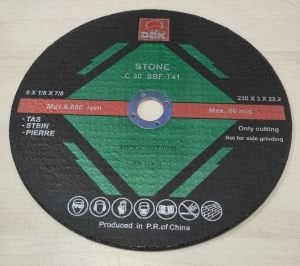 DBK
STONE
C 30 SBF-T41
9 X 1/8 X 7/8
230 X 3 X 22.2
Max.6.600 rpm
Max. 80 m/s
- TAS
- STEIN
- PIERRE
Only cutting
Not for side grinding
Produced in P.R.of China